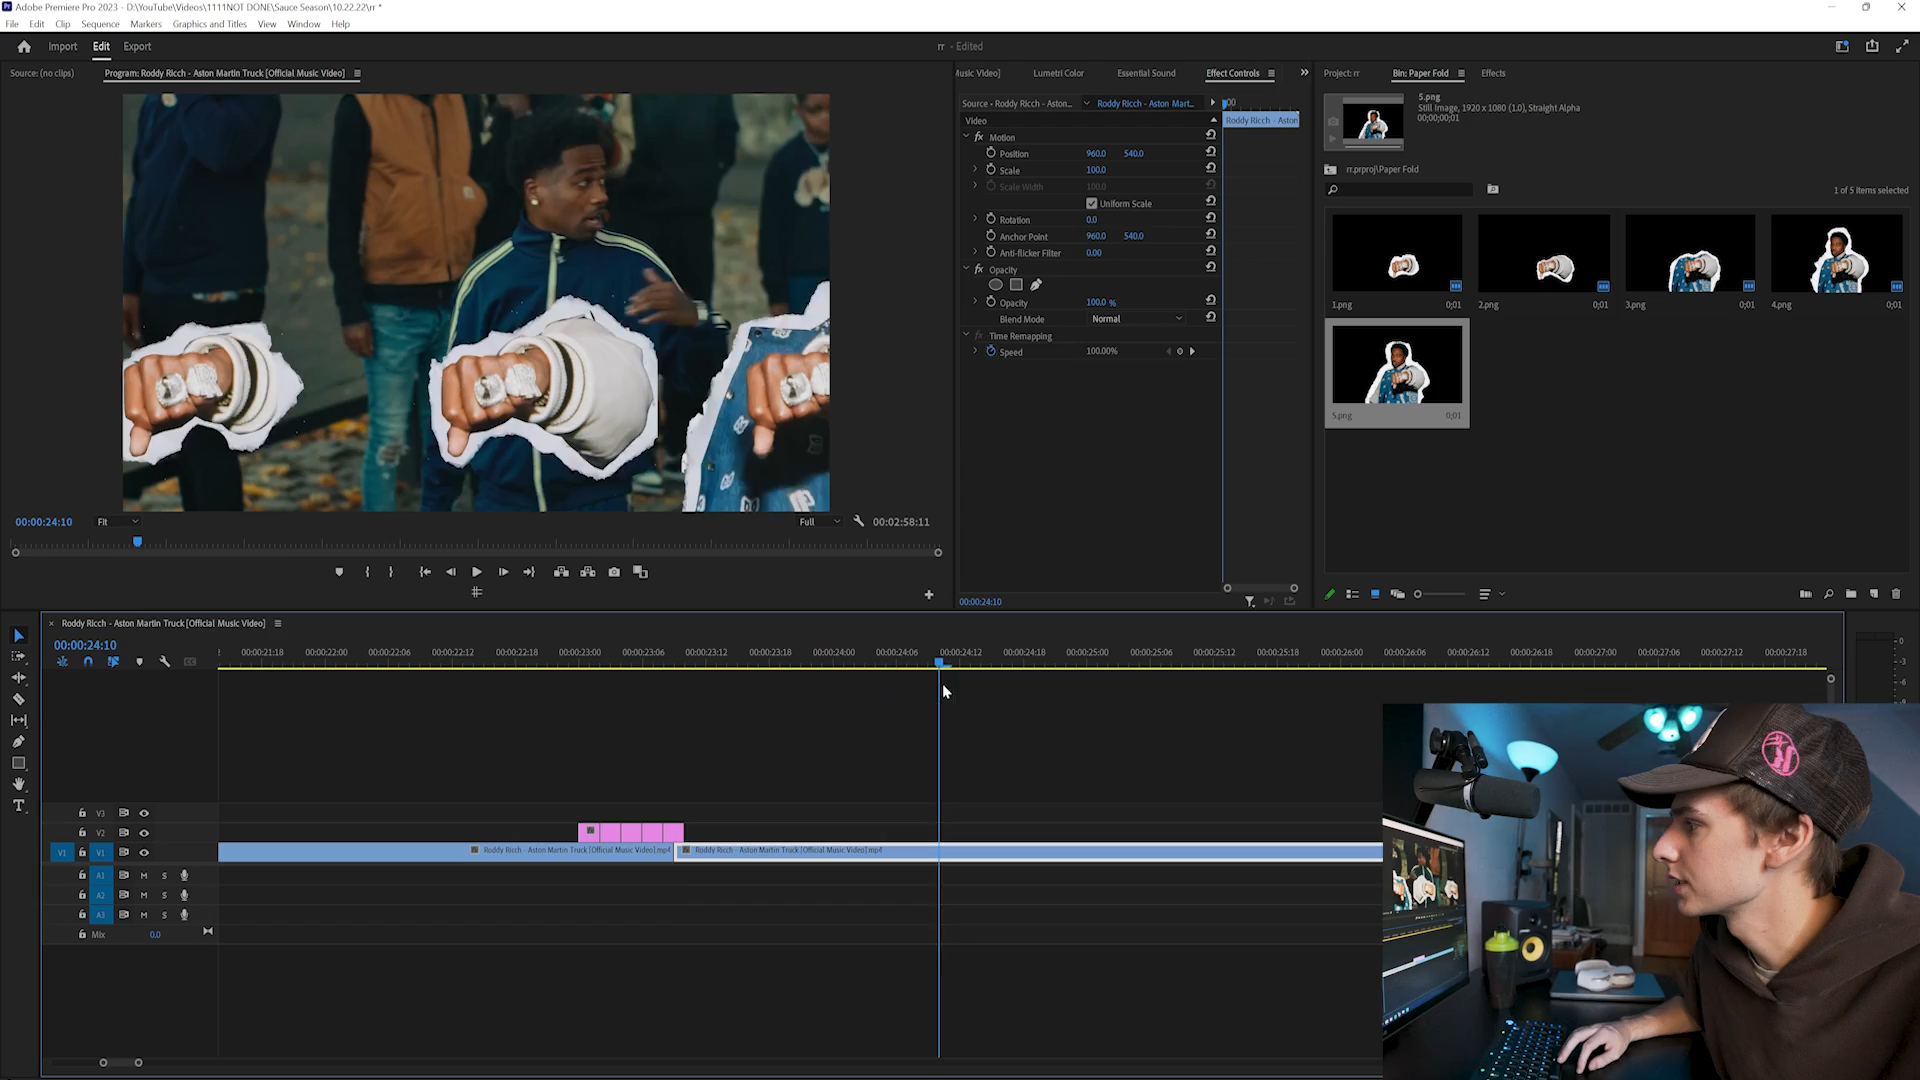 Adobe Premiere Pro 2023 - D:\YouTube\Videos\1111NOT DONE\Sauce Season\10.22.22\rr *
File Edit Clip Sequence Markers Graphics and Titles View Window Help
Import Edit Export
rr - Edited
Source: (no clips)
Program: Roddy Ricch - Aston Martin Truck [Official Music Video]
Music Video]
Lumetri Color
Essential Sound
Effect Controls
Project: rr
Bin: Paper Fold
Effects
Source • Roddy Ricch - Aston...
Roddy Ricch - Aston Mart...
Video
Roddy Ricch - Aston
Motion
Position 960.0 540.0
Scale 100.0
Scale Width 100.0
Uniform Scale
Rotation 0.0
Anchor Point 960.0 540.0
Anti-flicker Filter 0.00
Opacity
Opacity 100.0 %
Blend Mode Normal
Time Remapping
Speed 100.00%
00:00:24:10
5.png
Still Image, 1920 x 1080 (1.0), Straight Alpha
00;00;00;01
rr.prproj\Paper Fold
1 of 5 items selected
1.png 0;01
2.png 0;01
3.png 0;01
4.png 0;01
5.png 0;01
00:00:24:10 Fit Full 00:02:58:11
Roddy Ricch - Aston Martin Truck [Official Music Video]
00:00:24:10
00:00:21:18 00:00:22:00 00:00:22:06 00:00:22:12 00:00:22:18 00:00:23:00 00:00:23:06 00:00:23:12 00:00:23:18 00:00:24:00 00:00:24:06 00:00:24:12 00:00:24:18 00:00:25:00 00:00:25:06 00:00:25:12 00:00:25:18 00:00:26:00 00:00:26:06 00:00:26:12 00:00:26:18 00:00:27:00 00:00:27:06 00:00:27:12 00:00:27:18
V3
V2
V1 V1
Roddy Ricch - Aston Martin Truck [Official Music Video].mp4
Roddy Ricch - Aston Martin Truck [Official Music Video].mp4
A1 M S
A2 M S
A3 M S
Mix 0.0